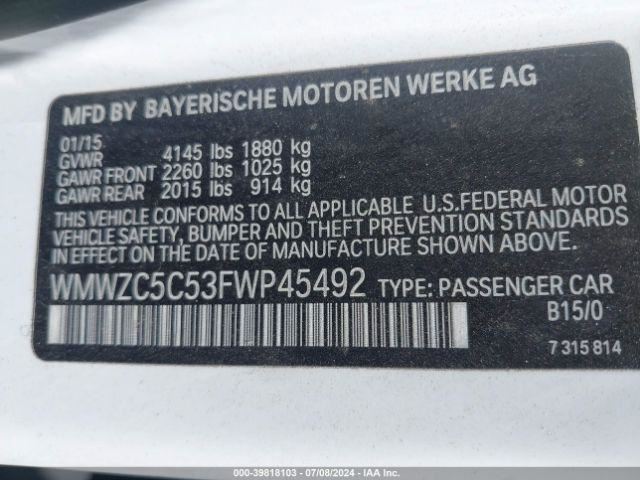 MFD BY BAYERISCHE MOTOREN WERKE AG
01/15
GVWR 4145 lbs 1880 kg
GAWR FRONT 2260 lbs 1025 kg
GAWR REAR 2015 lbs 914 kg
THIS VEHICLE CONFORMS TO ALL APPLICABLE U.S.FEDERAL MOTOR
VEHICLE SAFETY, BUMPER AND THEFT PREVENTION STANDARDS
IN EFFECT ON THE DATE OF MANUFACTURE SHOWN ABOVE.
WMWZC5C53FWP45492 TYPE: PASSENGER CAR
B15/0
7 315 814
000-39818103 | 07/08/2024 - IAA Inc.